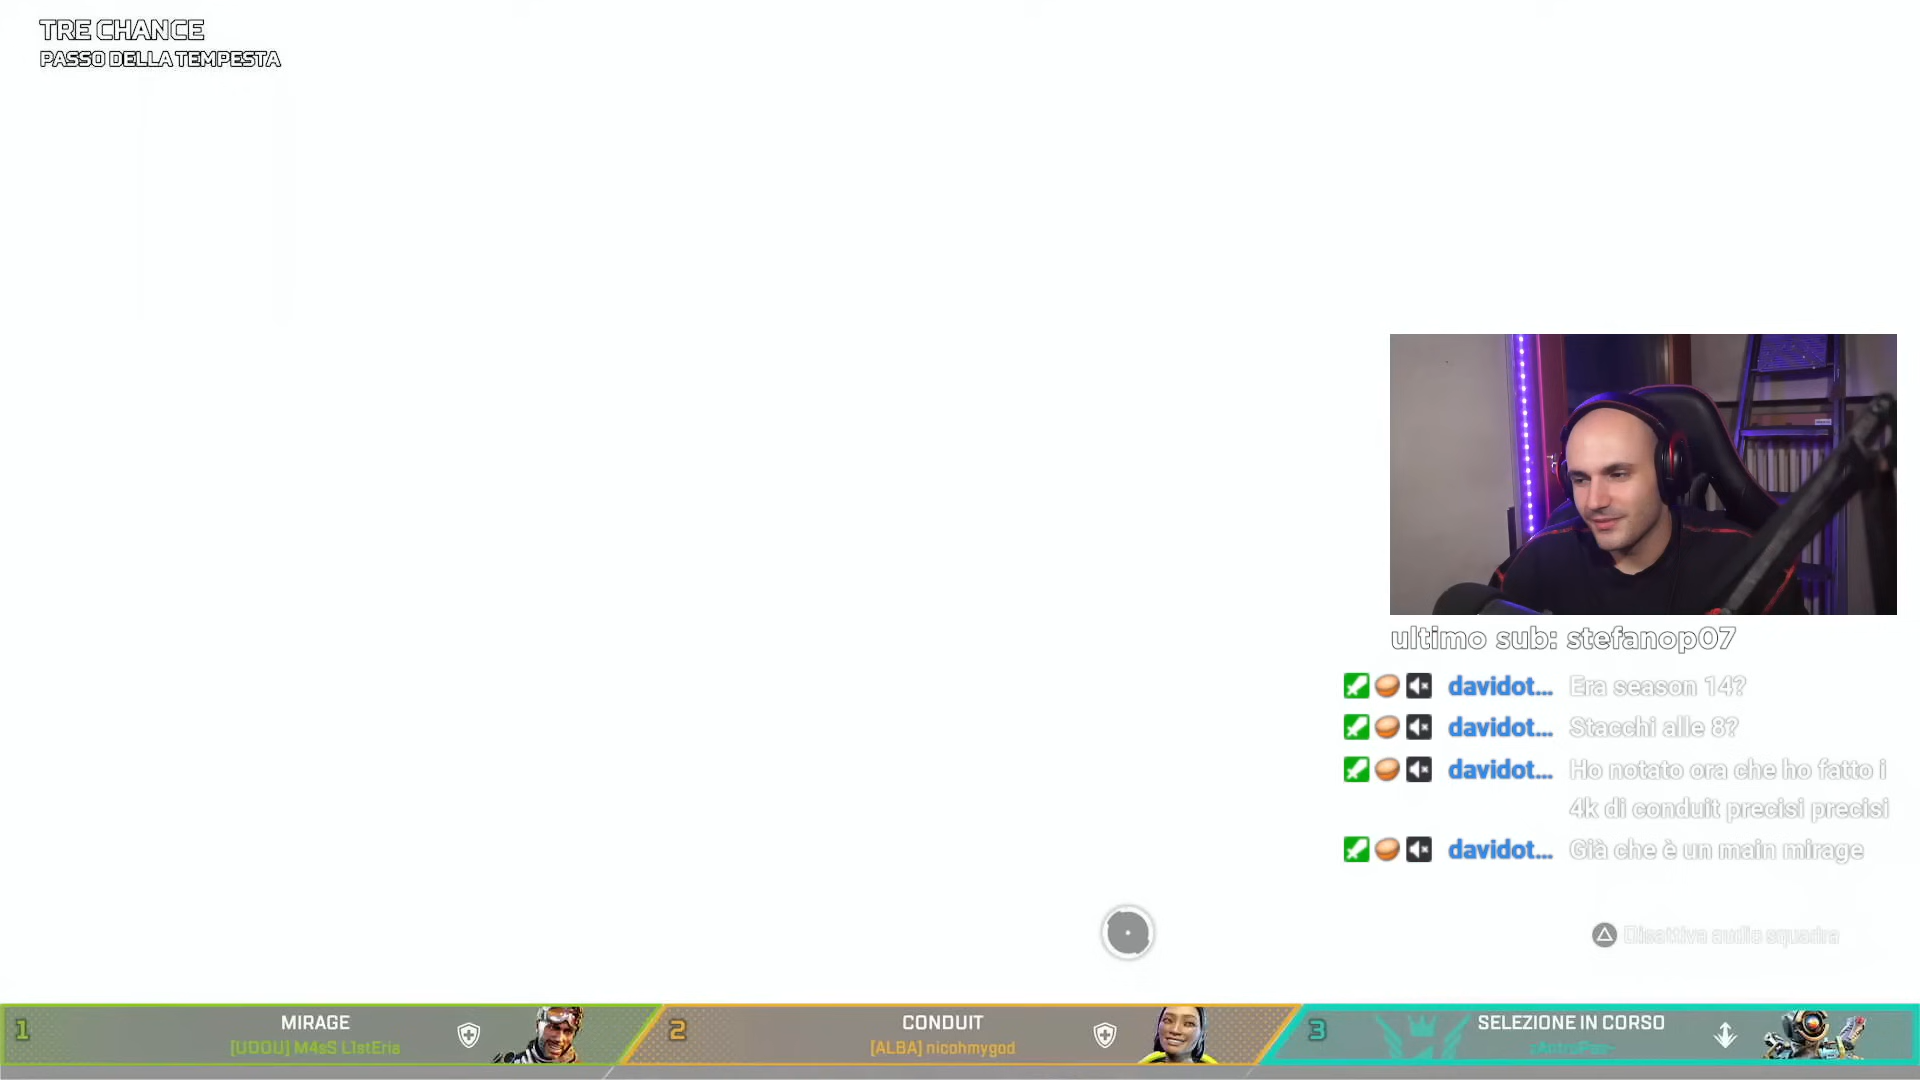 TRE CHANCE
PASSO DELLA TEMPESTA
ultimo sub: stefanop07
davidot... Era season 14?
davidot... Stacchi alle 8?
davidot... Ho notato ora che ho fatto i
4k di conduit precisi precisi
davidot... Già che è un main mirage
Disattiva audio squadra
1 MIRAGE
[UDOU] M4sS L1stEria
2 CONDUIT
[ALBA] nicohmygod
3 SELEZIONE IN CORSO